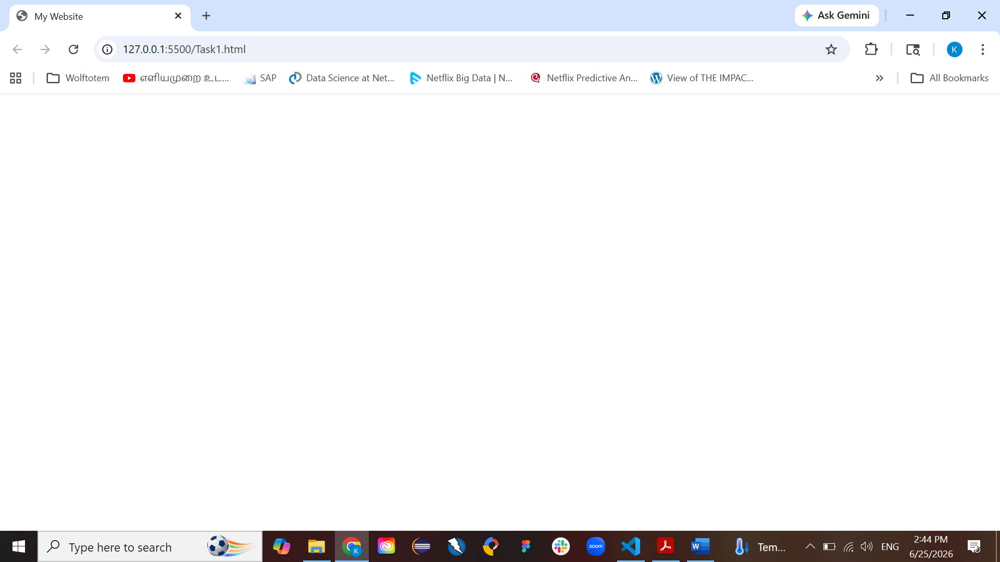 My Website
Ask Gemini
127.0.0.1:5500/Task1.html
K
Wolftotem
எளியமுறை உட...
SAP
Data Science at Net...
Netflix Big Data | N...
Netflix Predictive An...
View of THE IMPAC...
All Bookmarks
Type here to search
K
zoom
W
Tem...
ENG
2:44 PM
6/25/2026